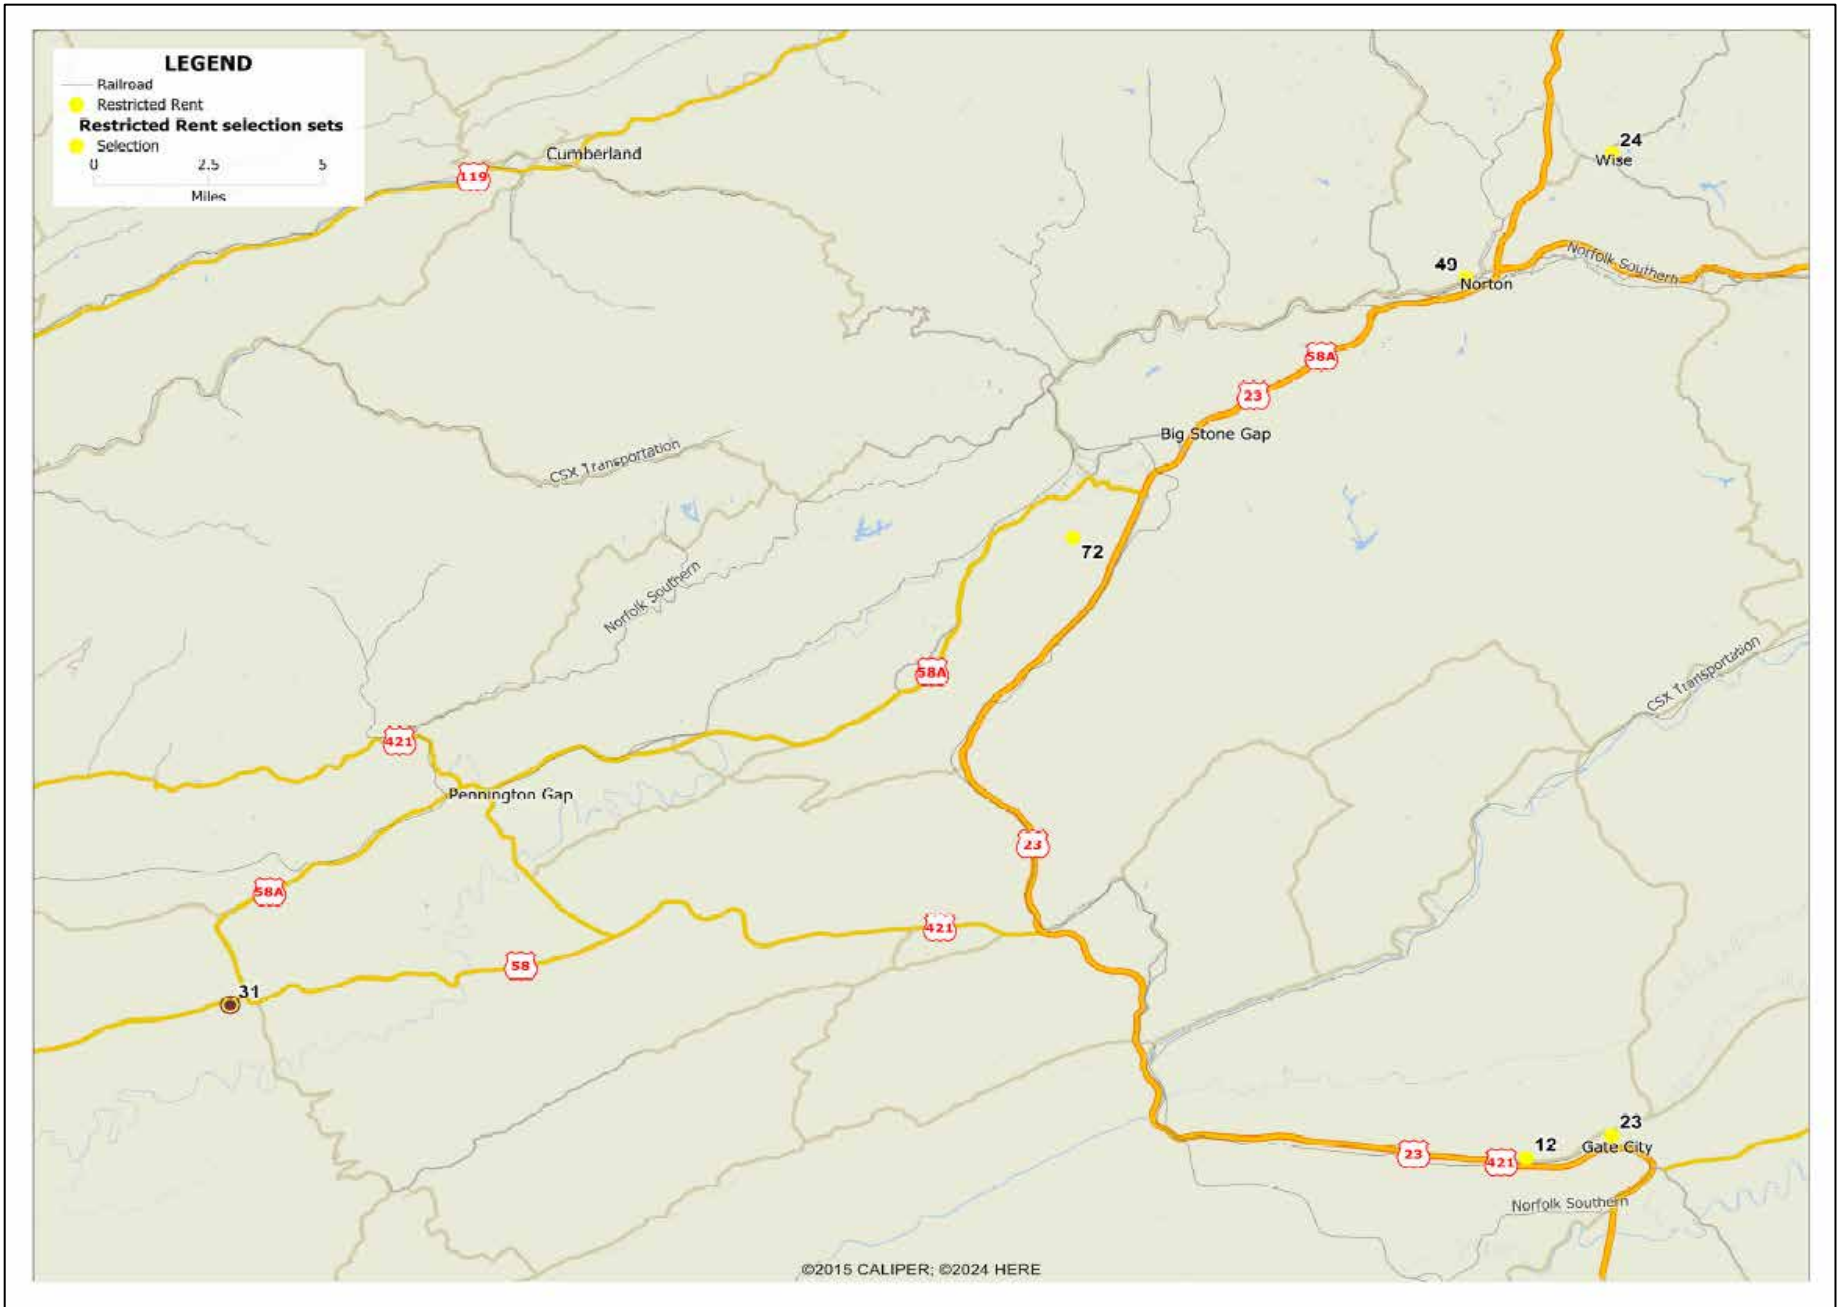 LEGEND
Railroad
Restricted Rent
Restricted Rent selection sets
Selection
0 2.5 5
Miles
Cumberland
119
24
Wise
49
Norton
Norfolk Southern
58A
23
Big Stone Gap
CSX Transportation
72
Norfolk Southern
58A
CSX Transportation
421
Pennington Gap
23
58A
421
58
31
23
12
Gate City
23
421
Norfolk Southern
©2015 CALIPER; ©2024 HERE